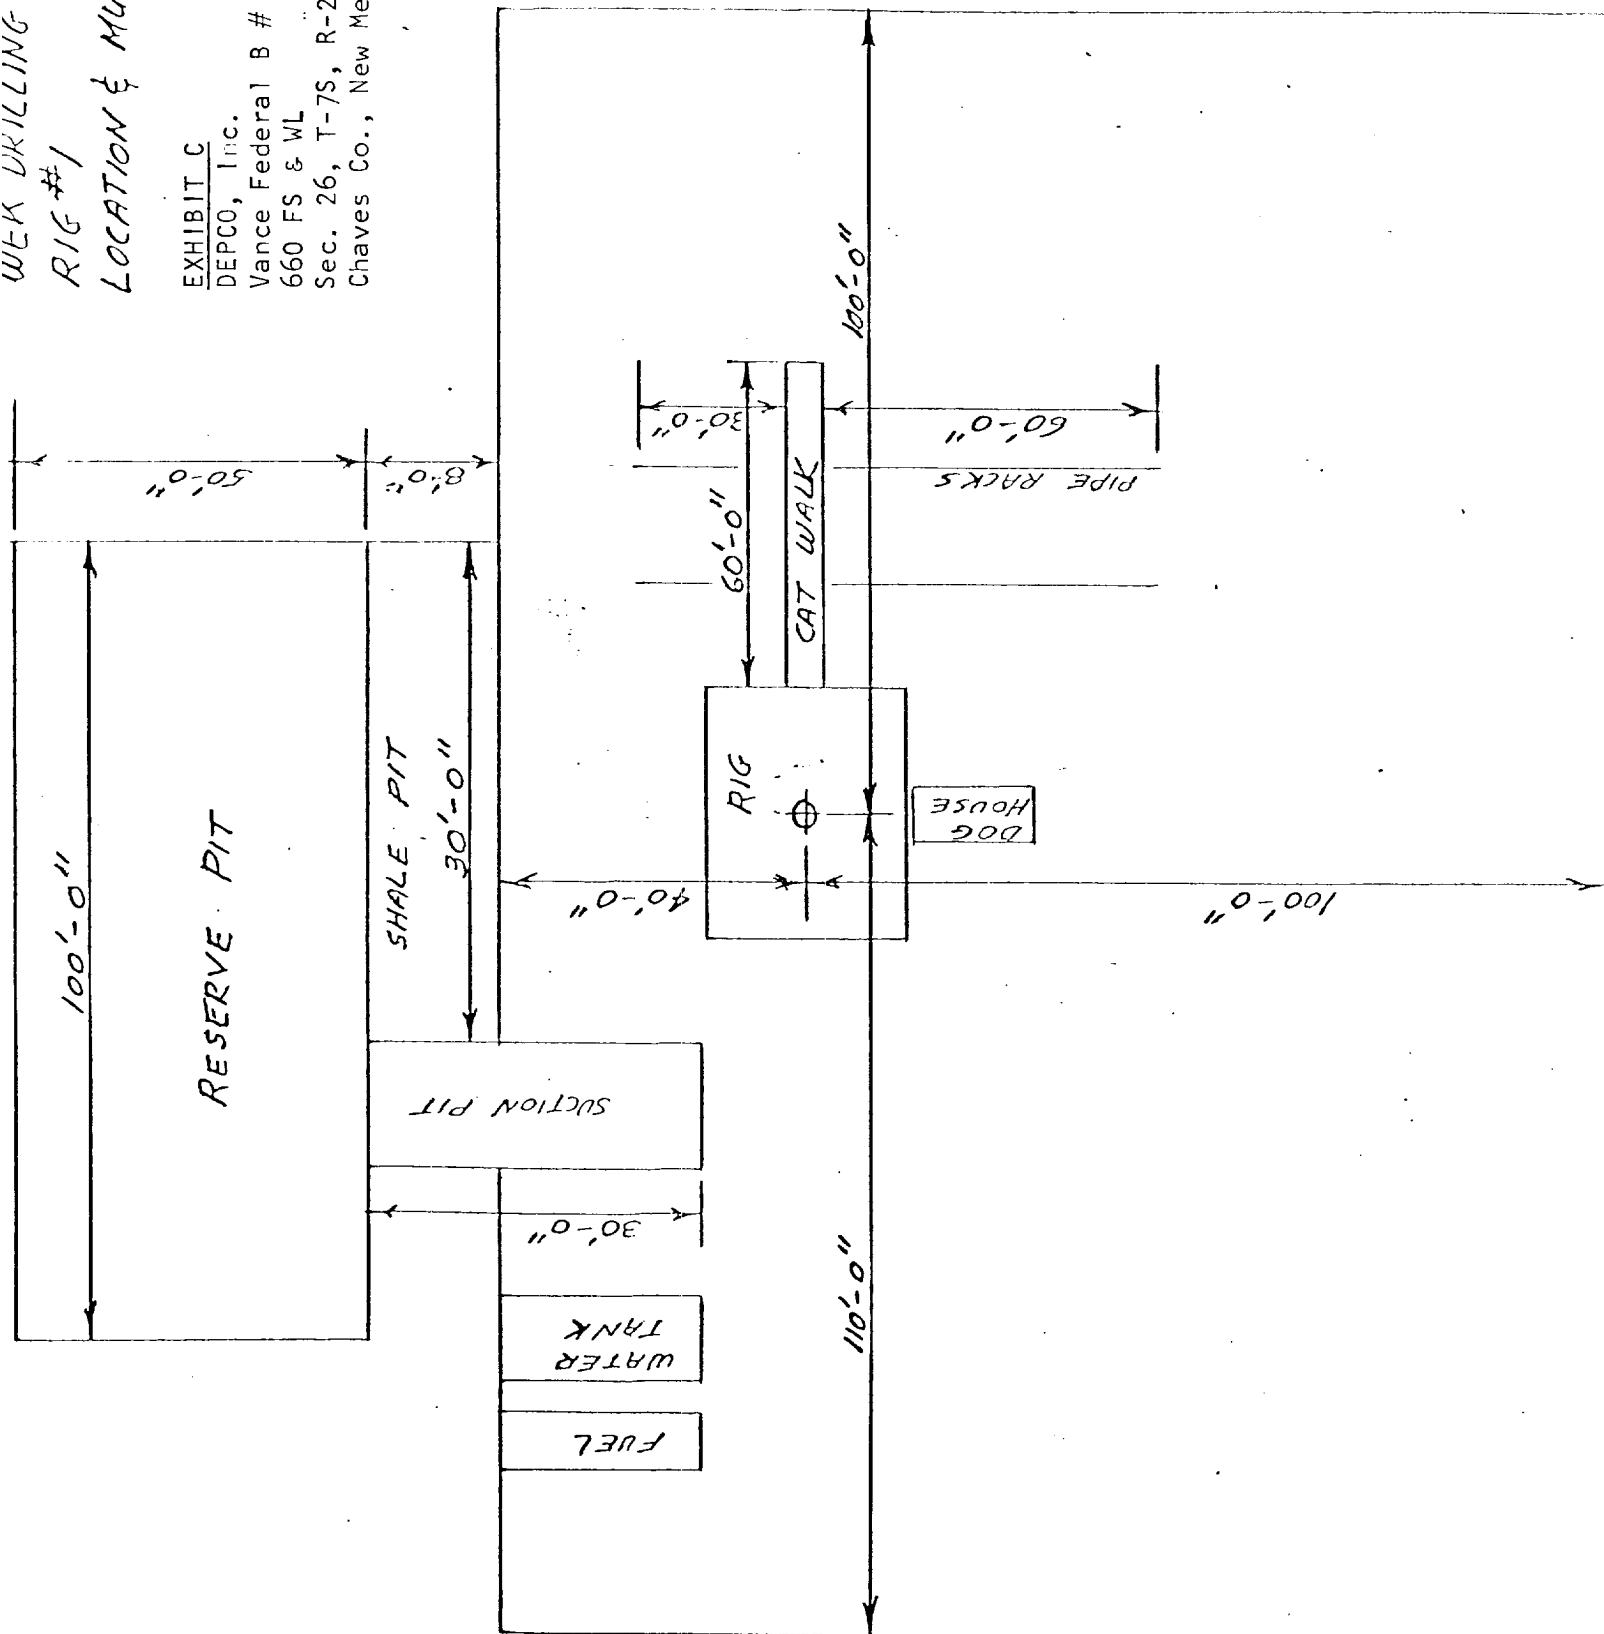 WEK DRILLING
RIG #1
LOCATION &
EXHIBIT C
DEPCO, Inc.
Vance Federal B #
660 FS & WL
Sec. 26, T-7S, R-2
Chaves Co., New
50'-0"
8'-0"
100'-0"
RESERVE PIT
SHALE PIT
30'-0"
SUCTION PIT
30'-0"
WATER
TANK
FUEL
30'-0"
60'-0"
PIPE RACKS
60'-0"
CAT WALK
100'-0"
RIG
DOG
HOUSE
40'-0"
100'-0"
110'-0"